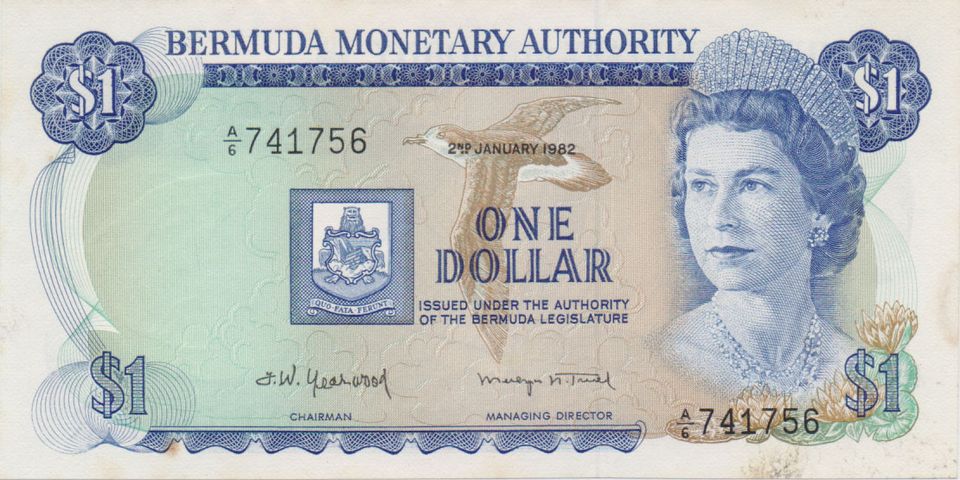 BERMUDA MONETARY AUTHORITY
$1
$1
A/6 741756
2ND JANUARY 1982
ONE
DOLLAR
QUO FATA FERUNT
ISSUED UNDER THE AUTHORITY
OF THE BERMUDA LEGISLATURE
$1
$1
J.W. Yearwood
CHAIRMAN
MANAGING DIRECTOR
A/6 741756